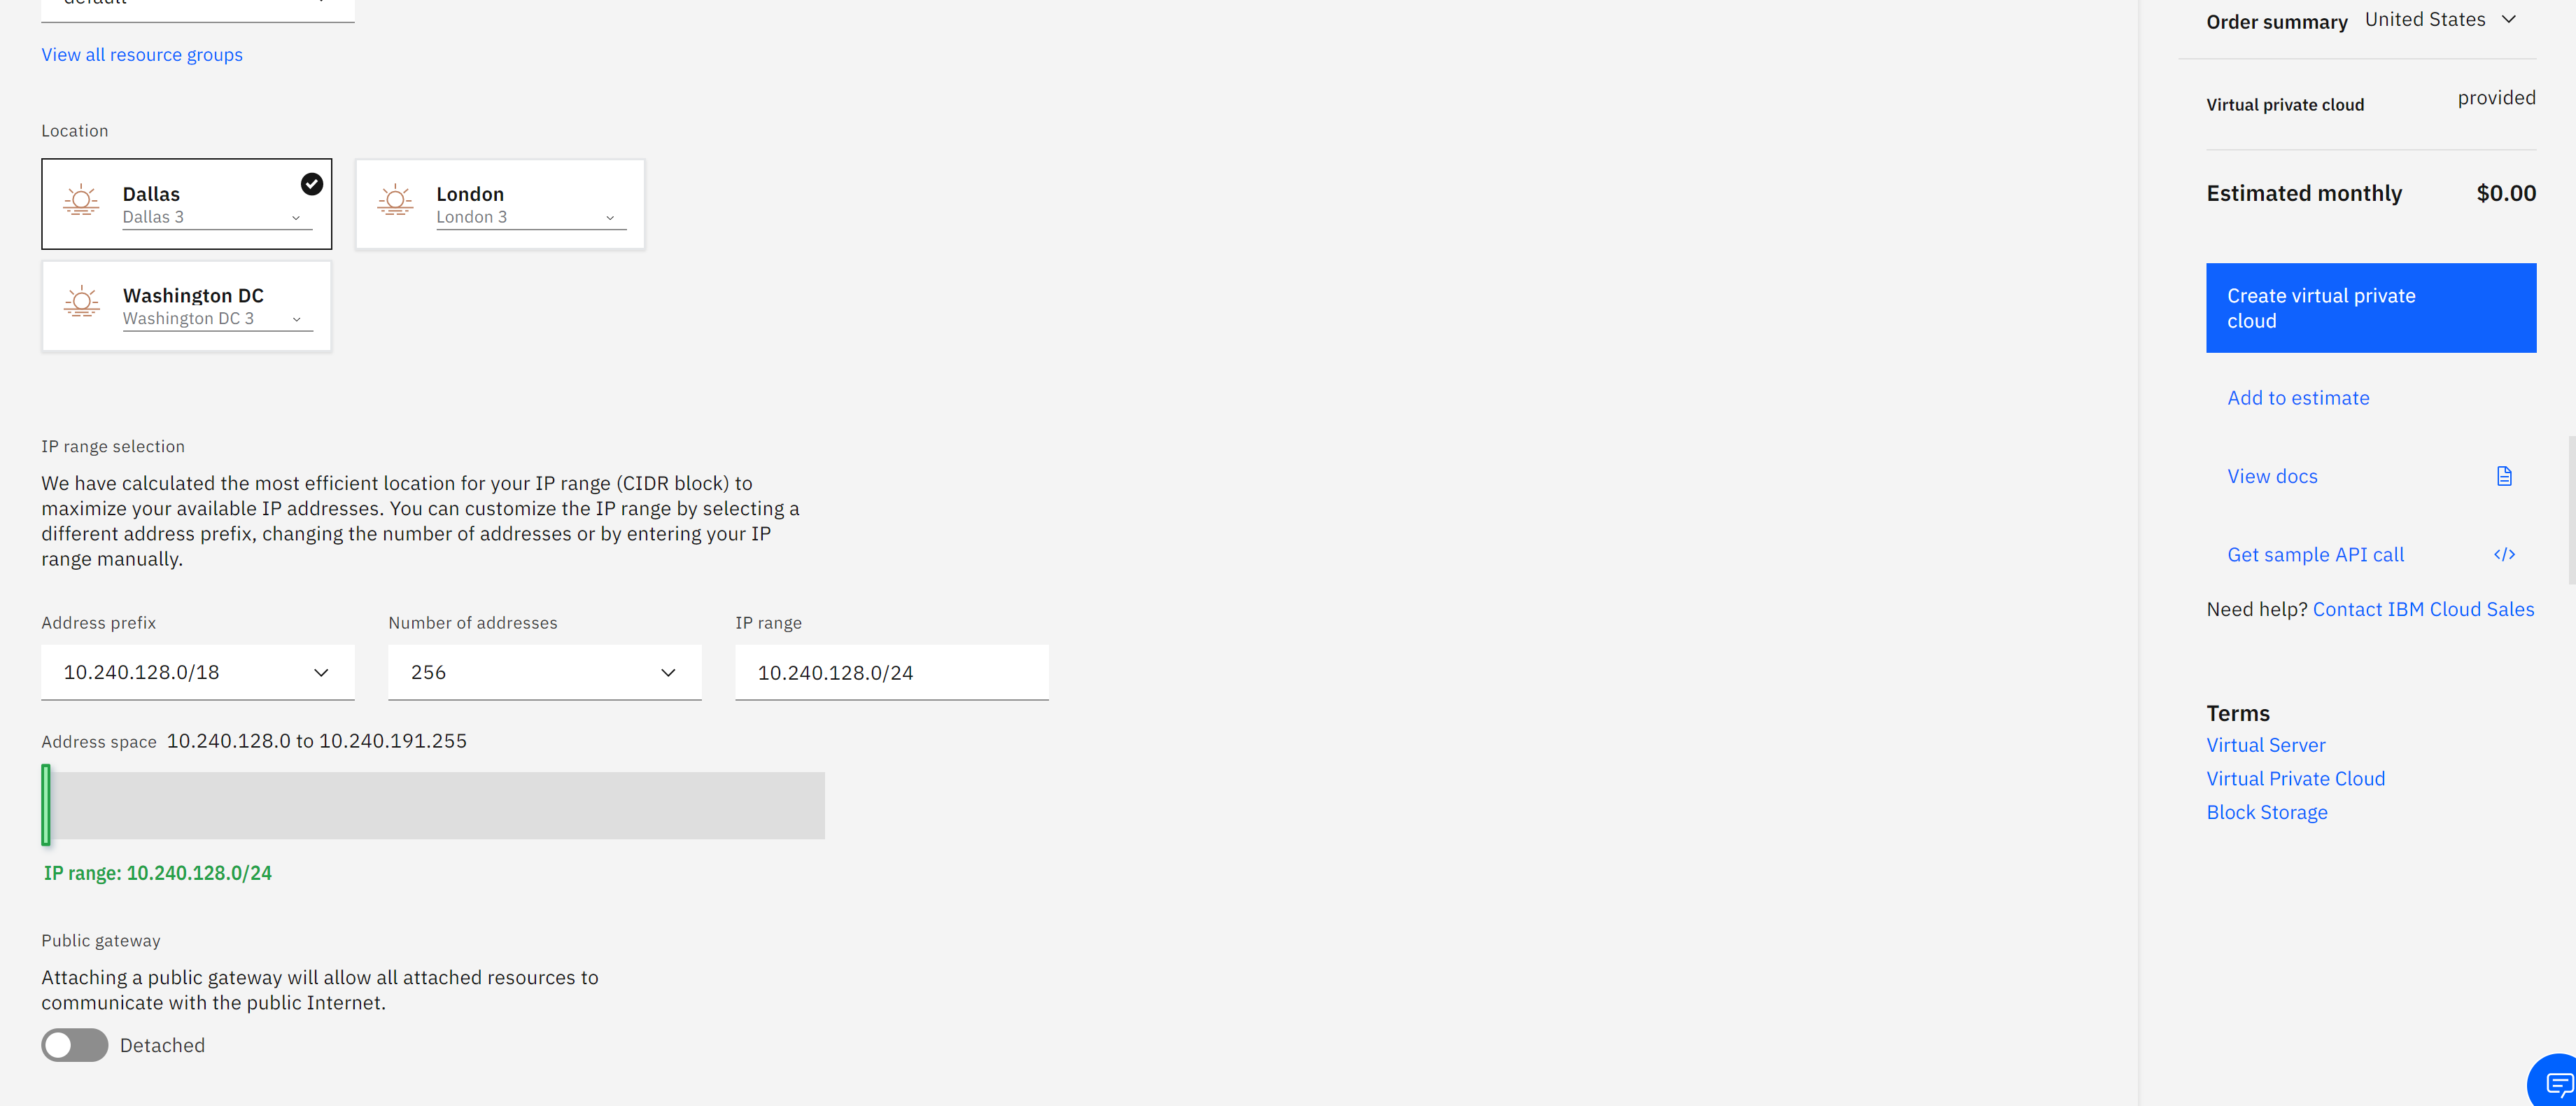 default
View all resource groups
Location
Dallas
Dallas 3
London
London 3
Washington DC
Washington DC 3
IP range selection
We have calculated the most efficient location for your IP range (CIDR block) to
maximize your available IP addresses. You can customize the IP range by selecting a
different address prefix, changing the number of addresses or by entering your IP
range manually.
Address prefix
Number of addresses
IP range
10.240.128.0/18
256
10.240.128.0/24
Address space 10.240.128.0 to 10.240.191.255
IP range: 10.240.128.0/24
Public gateway
Attaching a public gateway will allow all attached resources to
communicate with the public Internet.
Detached
Order summary United States
Virtual private cloud provided
Estimated monthly $0.00
Create virtual private
cloud
Add to estimate
View docs
Get sample API call </>
Need help? Contact IBM Cloud Sales
Terms
Virtual Server
Virtual Private Cloud
Block Storage